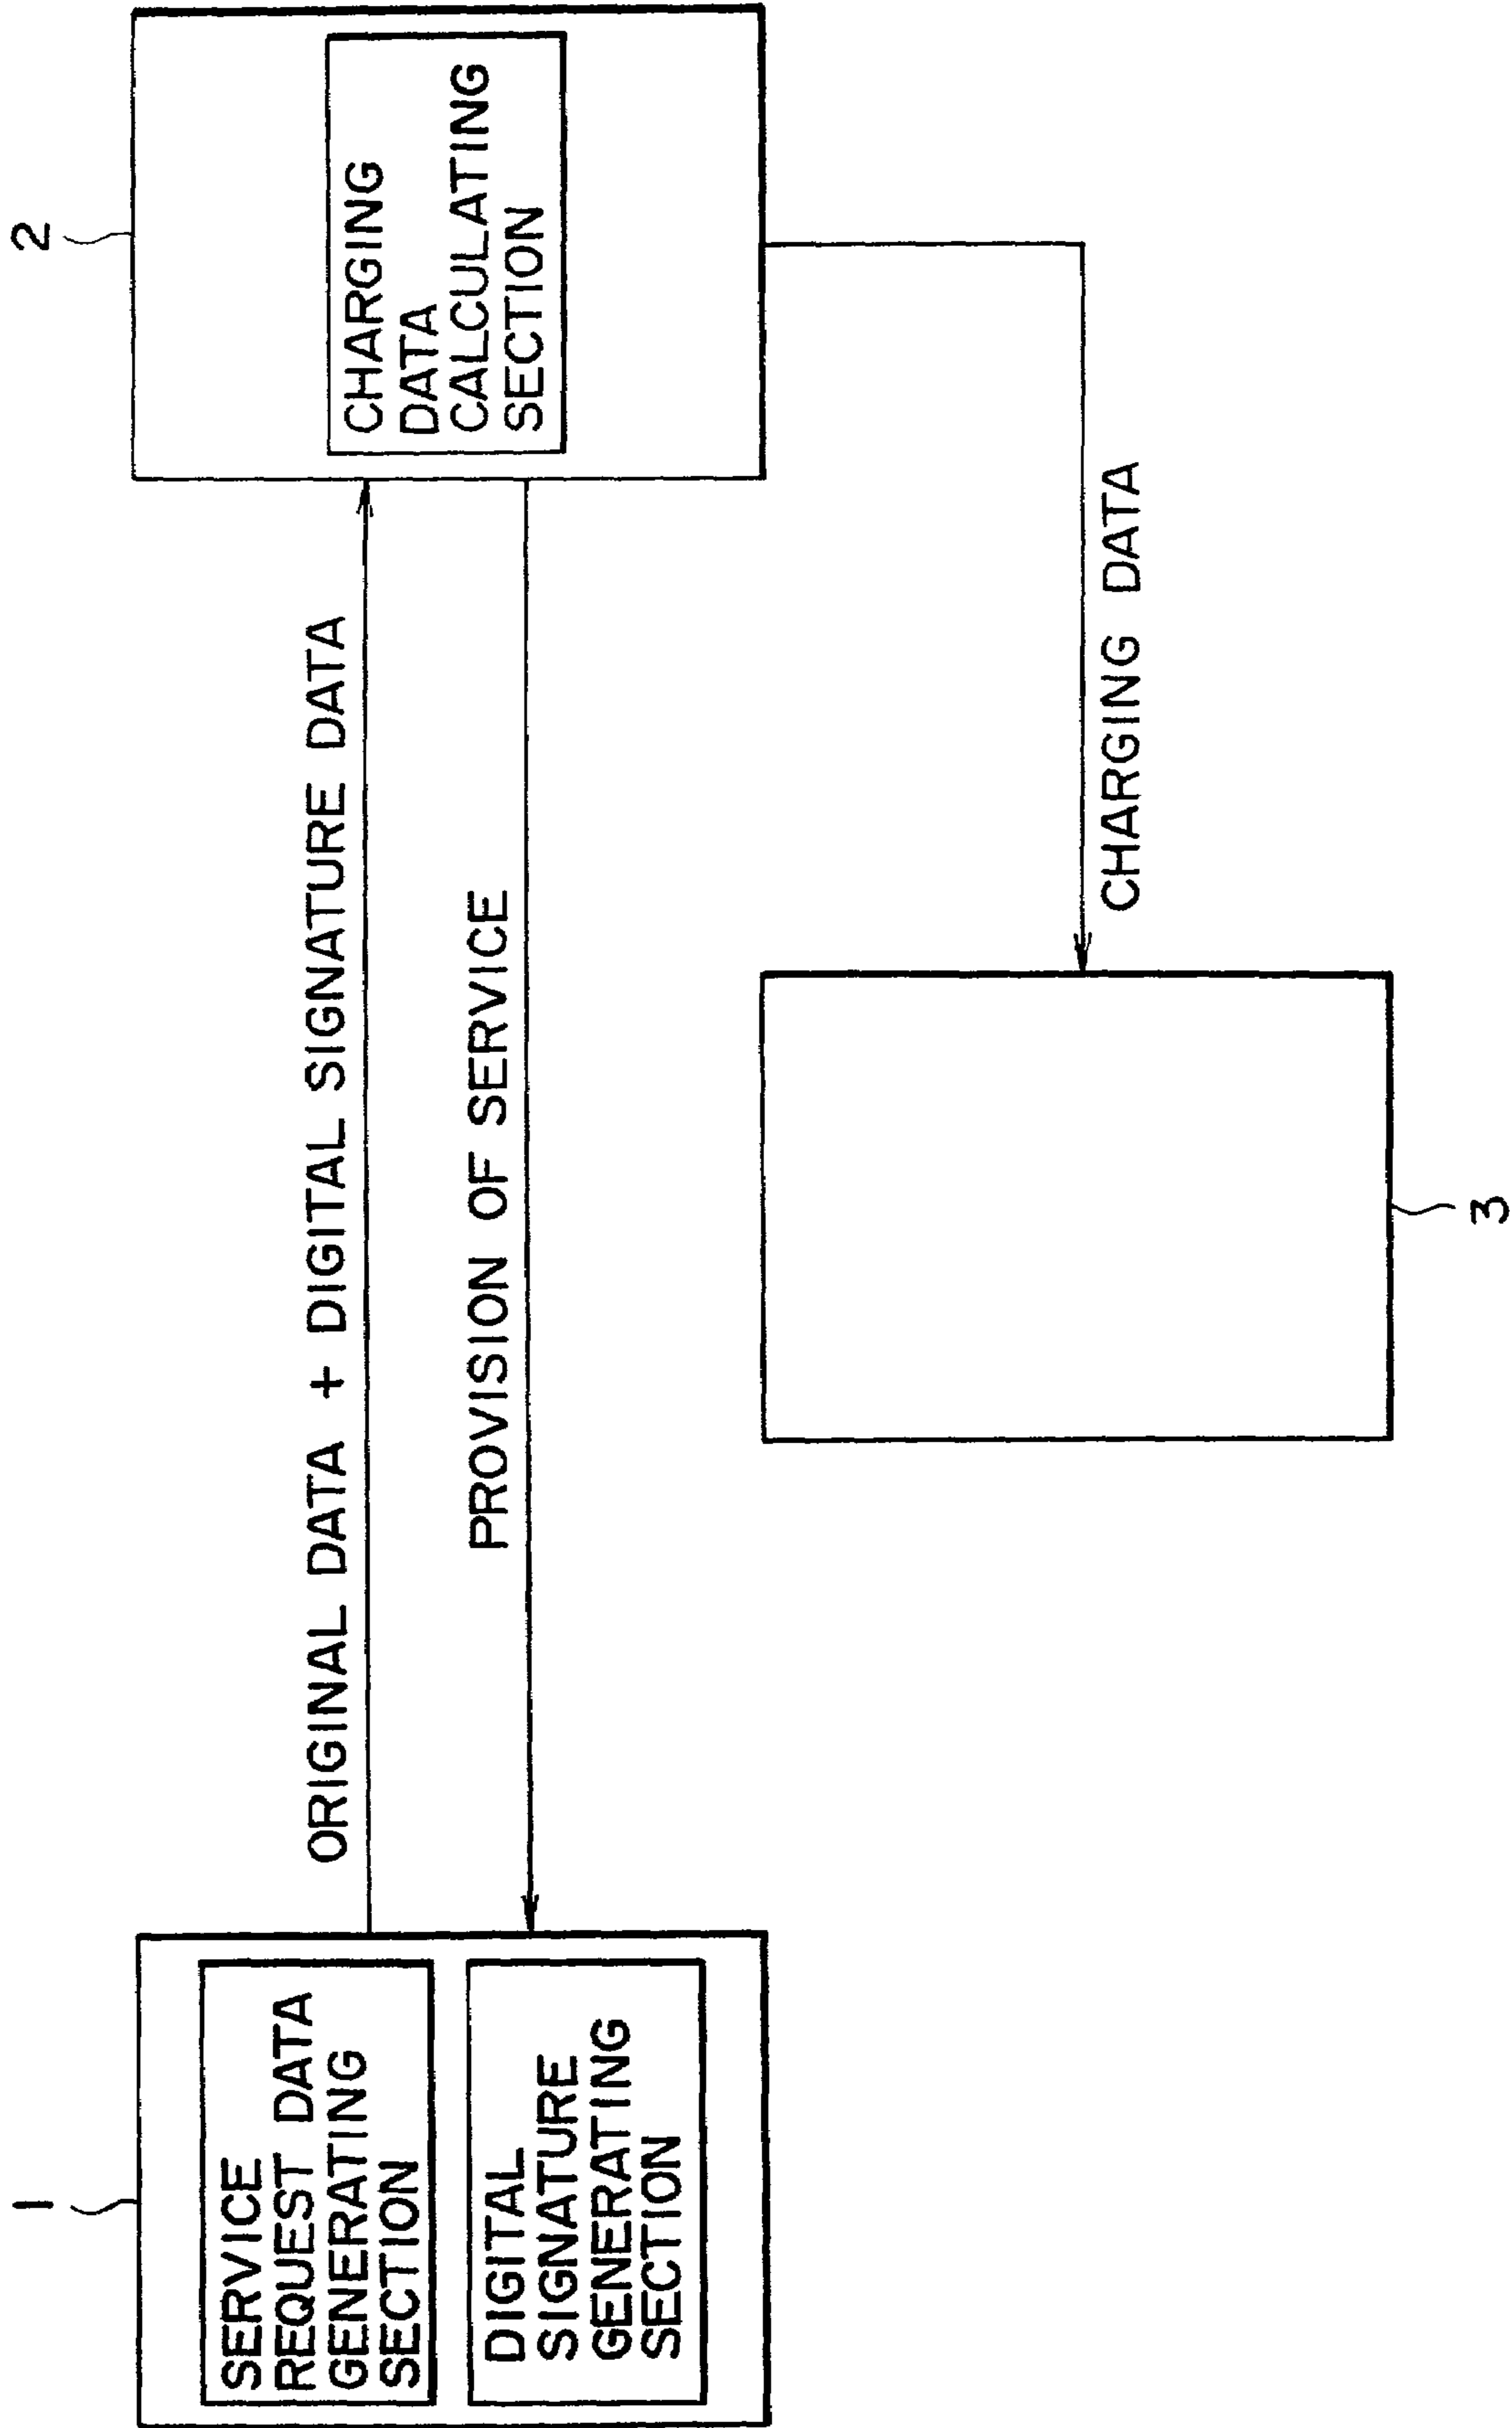 1
SERVICE
REQUEST DATA
GENERATING
SECTION
DIGITAL
SIGNATURE
GENERATING
SECTION
ORIGINAL DATA + DIGITAL SIGNATURE DATA
PROVISION OF SERVICE
2
CHARGING
DATA
CALCULATING
SECTION
CHARGING DATA
3